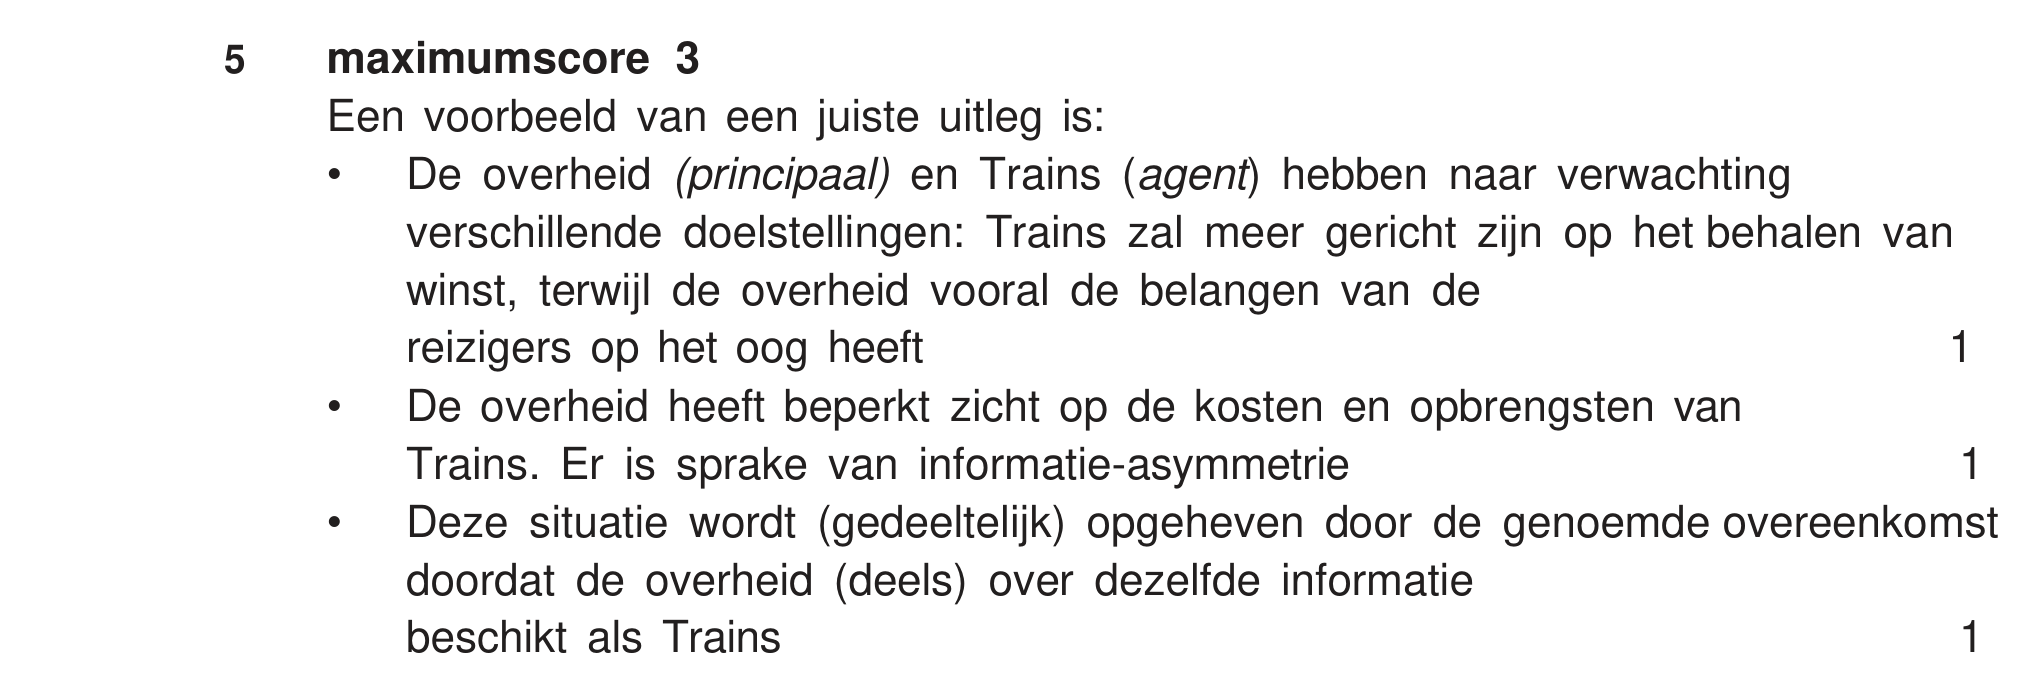 5 maximumscore 3
Een voorbeeld van een juiste uitleg is:
• De overheid (principaal) en Trains (agent) hebben naar verwachting
verschillende doelstellingen: Trains zal meer gericht zijn op het behalen van
winst, terwijl de overheid vooral de belangen van de
reizigers op het oog heeft 1
• De overheid heeft beperkt zicht op de kosten en opbrengsten van
Trains. Er is sprake van informatie-asymmetrie 1
• Deze situatie wordt (gedeeltelijk) opgeheven door de genoemde overeenkomst
doordat de overheid (deels) over dezelfde informatie
beschikt als Trains 1